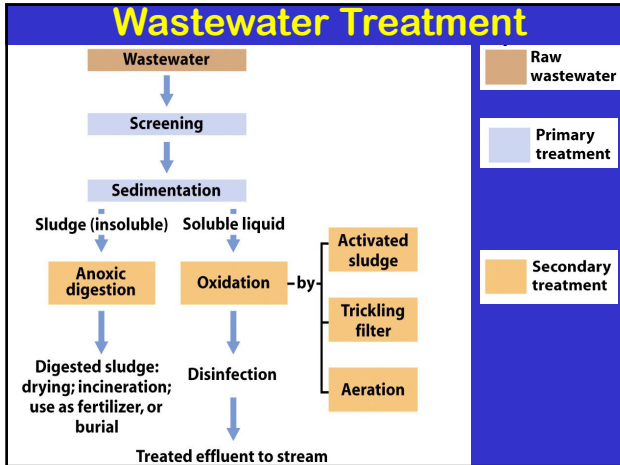 Wastewater Treatment
Wastewater
Raw
wastewater
Screening
Primary
treatment
Sedimentation
Sludge (insoluble)
Soluble liquid
Activated
sludge
Anoxic
digestion
Oxidation
by
Secondary
treatment
Trickling
filter
Digested sludge:
drying; incineration;
use as fertilizer, or
burial
Disinfection
Aeration
Treated effluent to stream